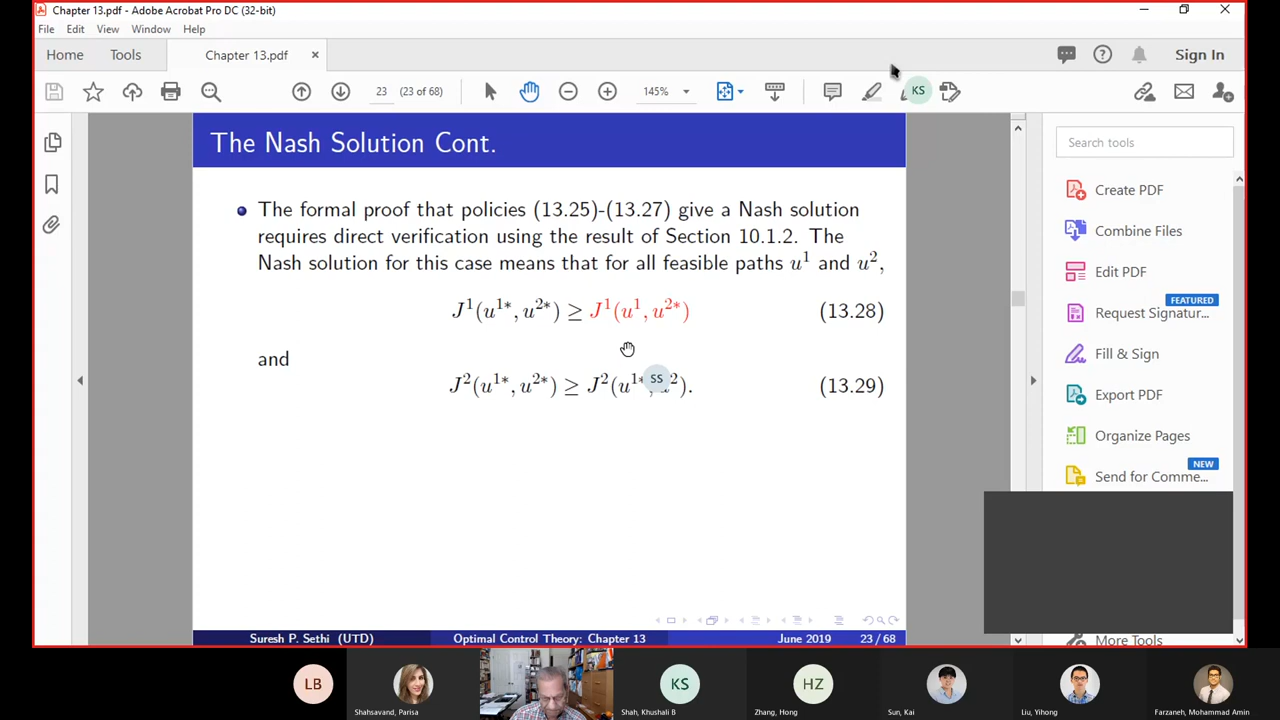 Chapter 13.pdf - Adobe Acrobat Pro DC (32-bit)
File Edit View Window Help
Home Tools Chapter 13.pdf × Sign In
23 (23 of 68) 145% KS
The Nash Solution Cont.
Search tools
Create PDF
Combine Files
Edit PDF
FEATURED
Request Signatur...
Fill & Sign
Export PDF
Organize Pages
NEW
Send for Comme...
More Tools
The formal proof that policies (13.25)-(13.27) give a Nash solution
requires direct verification using the result of Section 10.1.2. The
Nash solution for this case means that for all feasible paths u¹ and u²,
J¹(u¹*, u²*) ≥ J¹(u¹, u²*) (13.28)
and
J²(u¹*, u²*) ≥ J²(u¹*, u²). (13.29)
SS
Suresh P. Sethi (UTD) Optimal Control Theory: Chapter 13 June 2019 23 / 68
LB KS HZ
Shahsavand, Parisa Shah, Khushali B Zhang, Hong Sun, Kai Liu, Yihong Farzaneh, Mohammad Amin